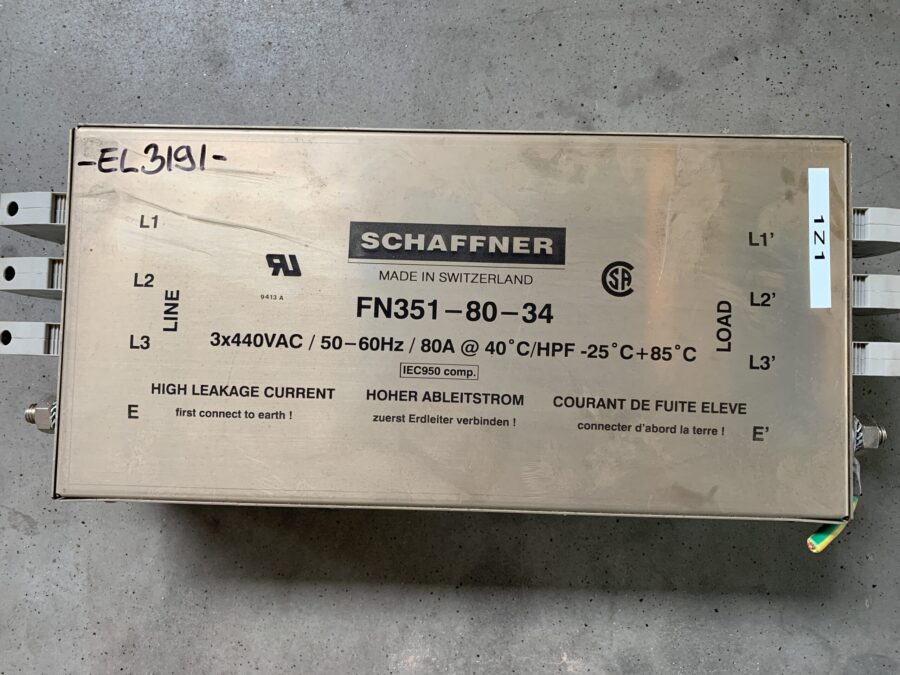 -EL3191-
L1
L2
L3
LINE
E
9413 A
SCHAFFNER
MADE IN SWITZERLAND
FN351-80-34
3x440VAC / 50-60Hz / 80A @ 40°C/HPF -25°C+85°C
IEC950 comp.
HIGH LEAKAGE CURRENT
first connect to earth !
HOHER ABLEITSTROM
zuerst Erdleiter verbinden !
COURANT DE FUITE ELEVE
connecter d'abord la terre !
SA
L1'
L2'
L3'
LOAD
E'
1Z1